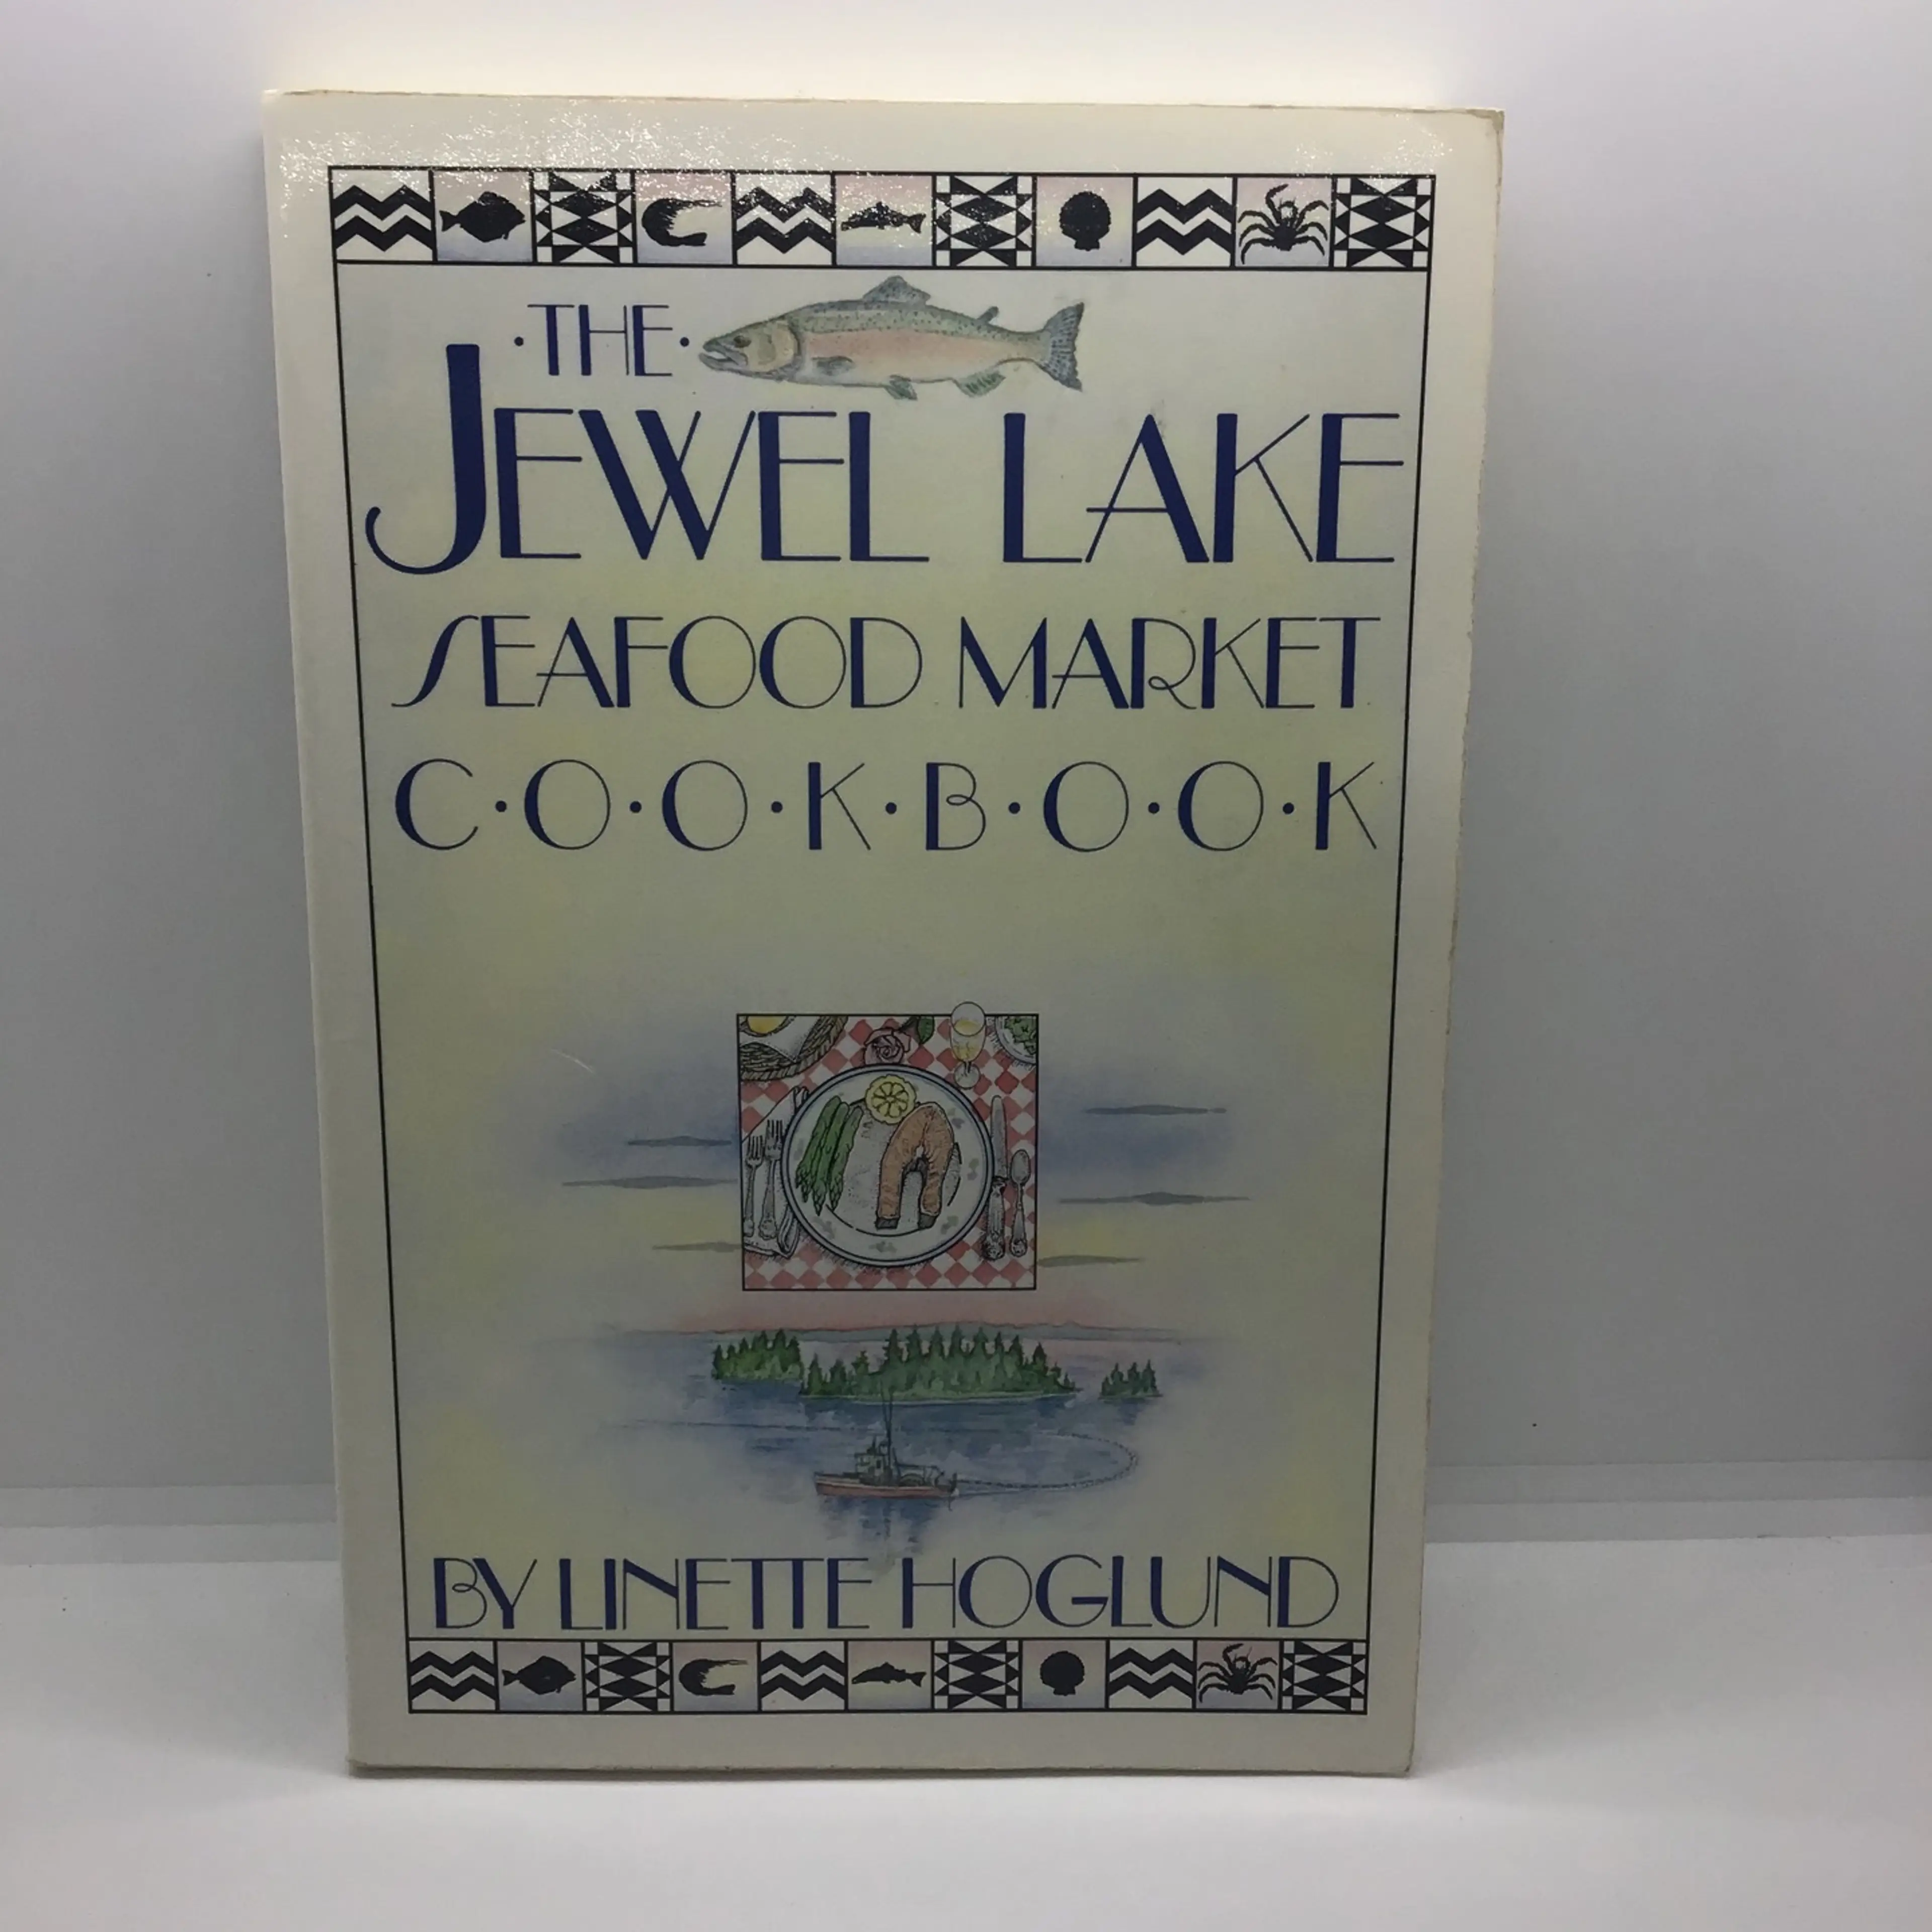 ·THE·
JEWEL LAKE
SEAFOOD MARKET
C·O·O·K·B·O·O·K
BY LINETTE HOGLUND